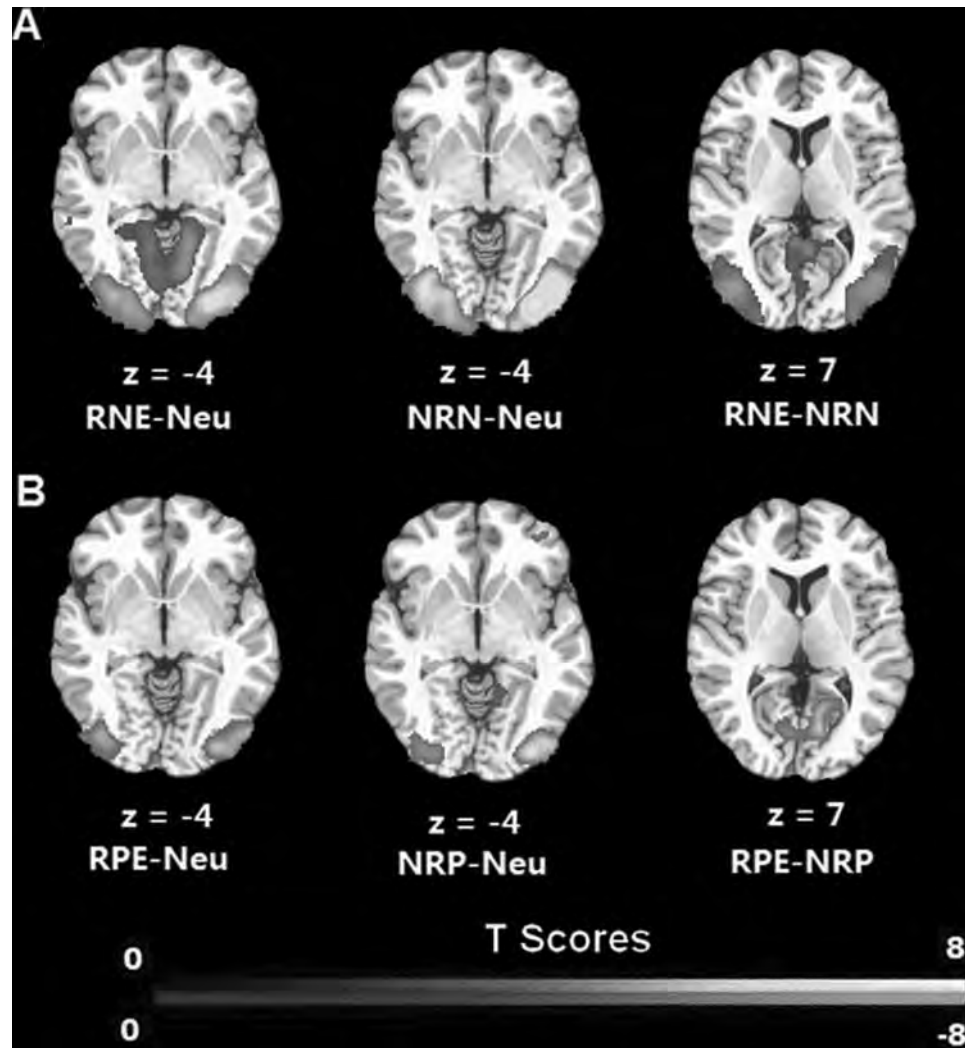 A
z = -4 z = -4 z = 7
RNE-Neu NRN-Neu RNE-NRN
B
z = -4 z = -4 z = 7
RPE-Neu NRP-Neu RPE-NRP
T Scores
0 8
0 -8